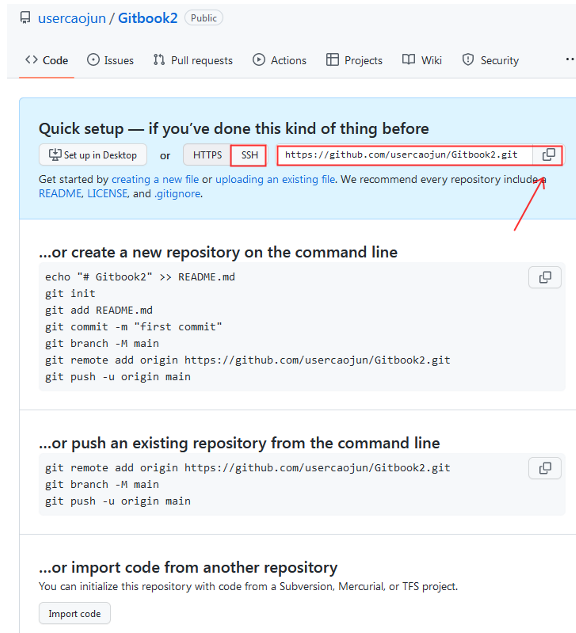 usercaojun / Gitbook2 Public
Code Issues Pull requests Actions Projects Wiki Security ...
Quick setup — if you've done this kind of thing before
Set up in Desktop or HTTPS SSH https://github.com/usercaojun/Gitbook2.git
Get started by creating a new file or uploading an existing file. We recommend every repository include a
README, LICENSE, and .gitignore.
...or create a new repository on the command line
echo "# Gitbook2" >> README.md
git init
git add README.md
git commit -m "first commit"
git branch -M main
git remote add origin https://github.com/usercaojun/Gitbook2.git
git push -u origin main
...or push an existing repository from the command line
git remote add origin https://github.com/usercaojun/Gitbook2.git
git branch -M main
git push -u origin main
...or import code from another repository
You can initialize this repository with code from a Subversion, Mercurial, or TFS project.
Import code